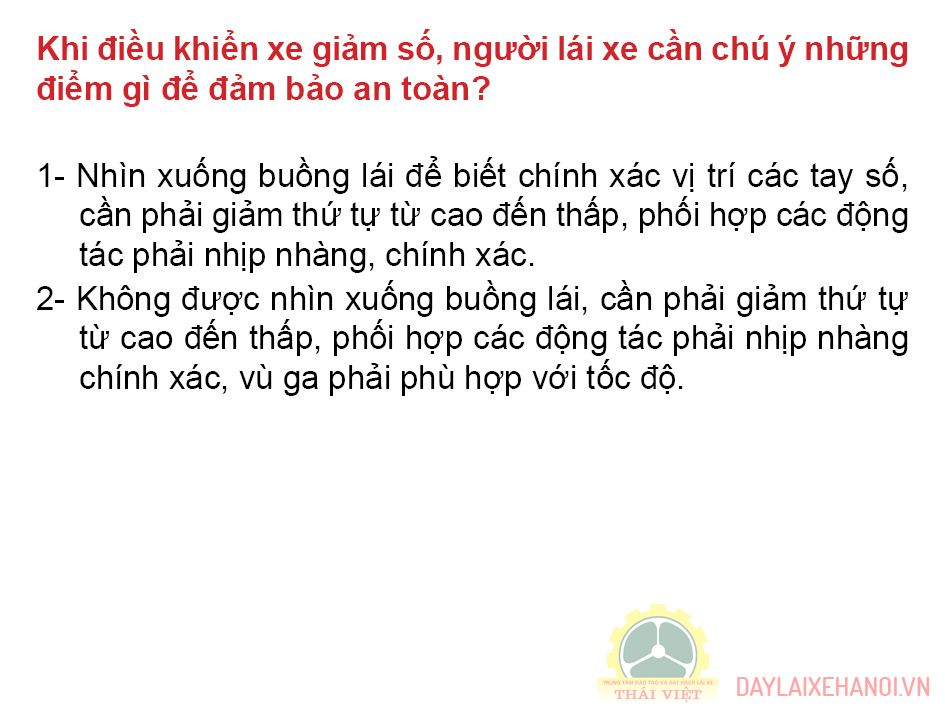 Khi điều khiển xe giảm số, người lái xe cần chú ý những
điểm gì để đảm bảo an toàn?
1- Nhìn xuống buồng lái để biết chính xác vị trí các tay số,
cần phải giảm thứ tự từ cao đến thấp, phối hợp các động
tác phải nhịp nhàng, chính xác.
2- Không được nhìn xuống buồng lái, cần phải giảm thứ tự
từ cao đến thấp, phối hợp các động tác phải nhịp nhàng
chính xác, vù ga phải phù hợp với tốc độ.
TRUNG TÂM ĐÀO TẠO VÀ SÁT HẠCH LÁI XE
THÁI VIỆT
DAYLAIXEHANOI.VN